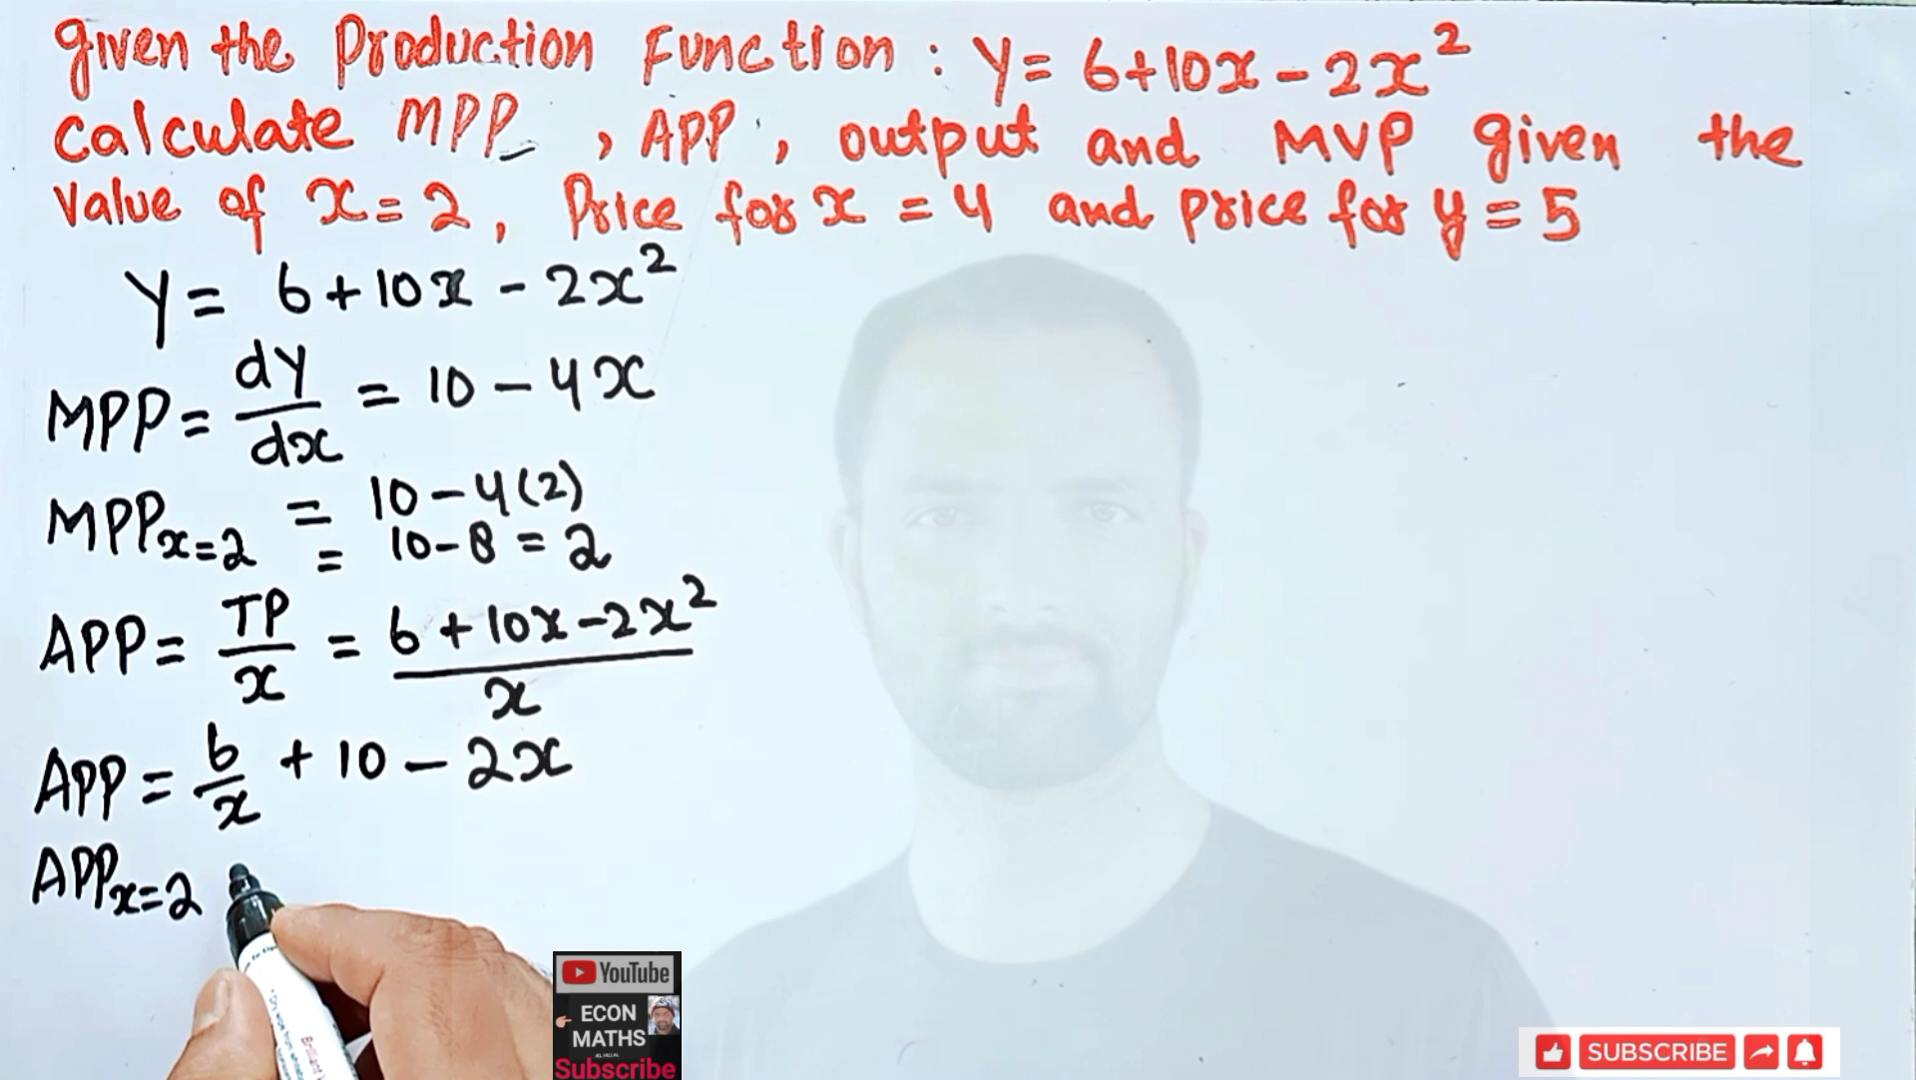 given the Production Function : Y = 6+10x-2x²
Calculate MPP , APP , output and MVP given the
Value of x=2, Price for x = 4 and price for y = 5
Y = 6+10x - 2x²
MPP = dy/dx = 10 - 4x
MPPx=2 = 10 - 4(2)
= 10-8 = 2
APP = TP/x = 6+10x-2x²/x
APP = 6/x + 10 - 2x
APPx=2
YouTube
ECON
MATHS
Subscribe
SUBSCRIBE